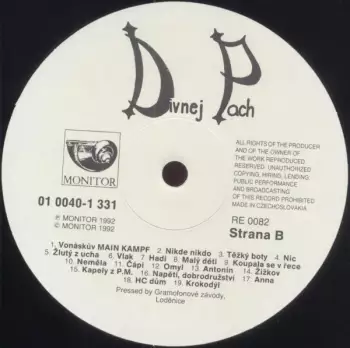 Divnej Pach
MONITOR
01 0040-1 331
℗ MONITOR 1992
© MONITOR 1992
ALL RIGHTS OF THE PRODUCER
AND OF THE OWNER OF
THE WORK REPRODUCED
RESERVED. UNAUTHORIZED
COPYING, HIRING, LENDING,
PUBLIC PERFORMANCE
AND BROADCASTING
OF THIS RECORD PROHIBITED
MADE IN CZECHOSLOVAKIA
RE 0082
Strana B
1. Vonáskův MAIN KAMPF 2. Nikde nikdo 3. Těžký boty 4. Nic
5. Žlutý z ucha 6. Vlak 7. Hadi 8. Malý děti 9. Koupala se v řece
10. Neměla 11. Čápi 12. Omyl 13. Antonín 14. Žižkov
15. Kapely z P.M. 16. Napětí, dobrodružství 17. Anna
18. HC dům 19. Krokodýl
Pressed by Gramofonové závody,
Loděnice